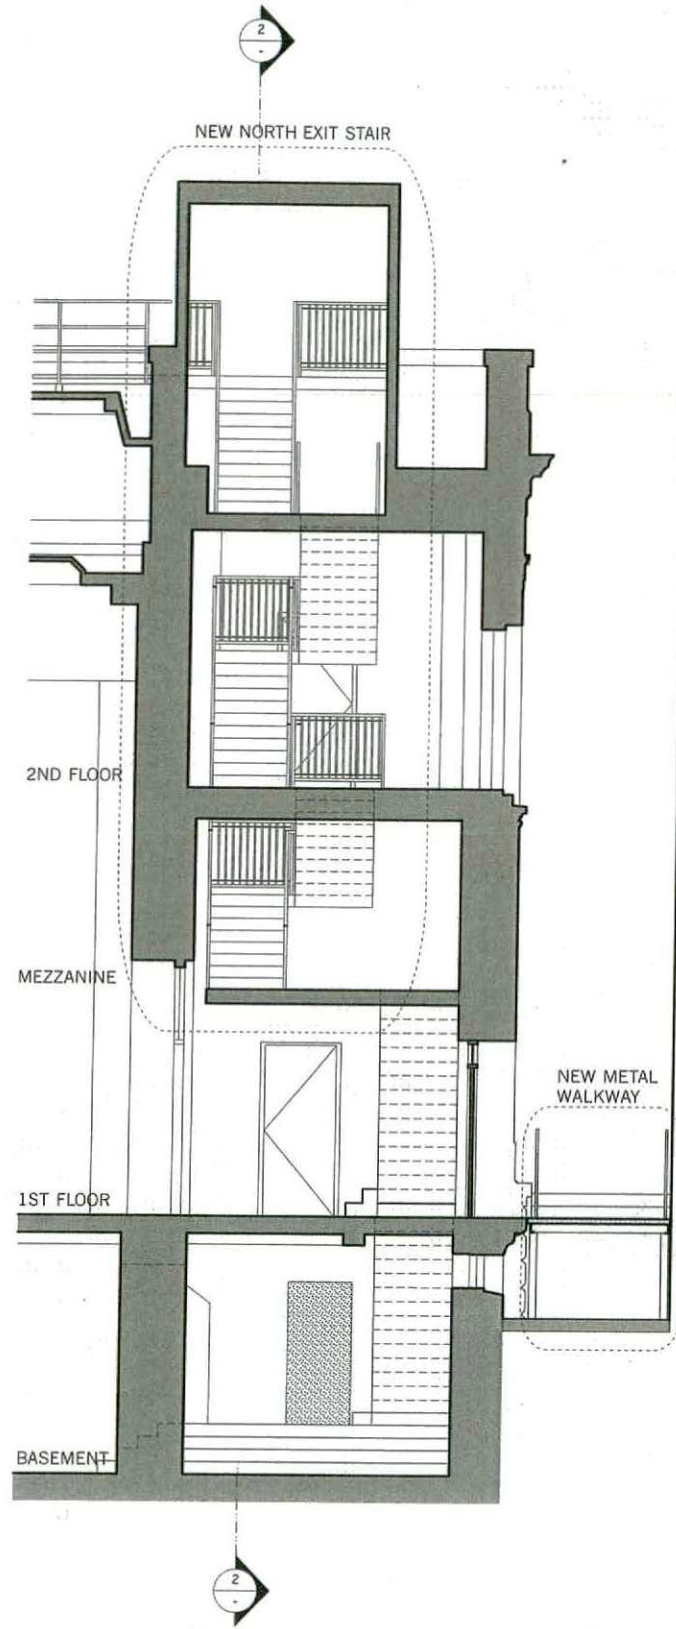 2
-
NEW NORTH EXIT STAIR
2ND FLOOR
MEZZANINE
NEW METAL
WALKWAY
1ST FLOOR
BASEMENT
2
-